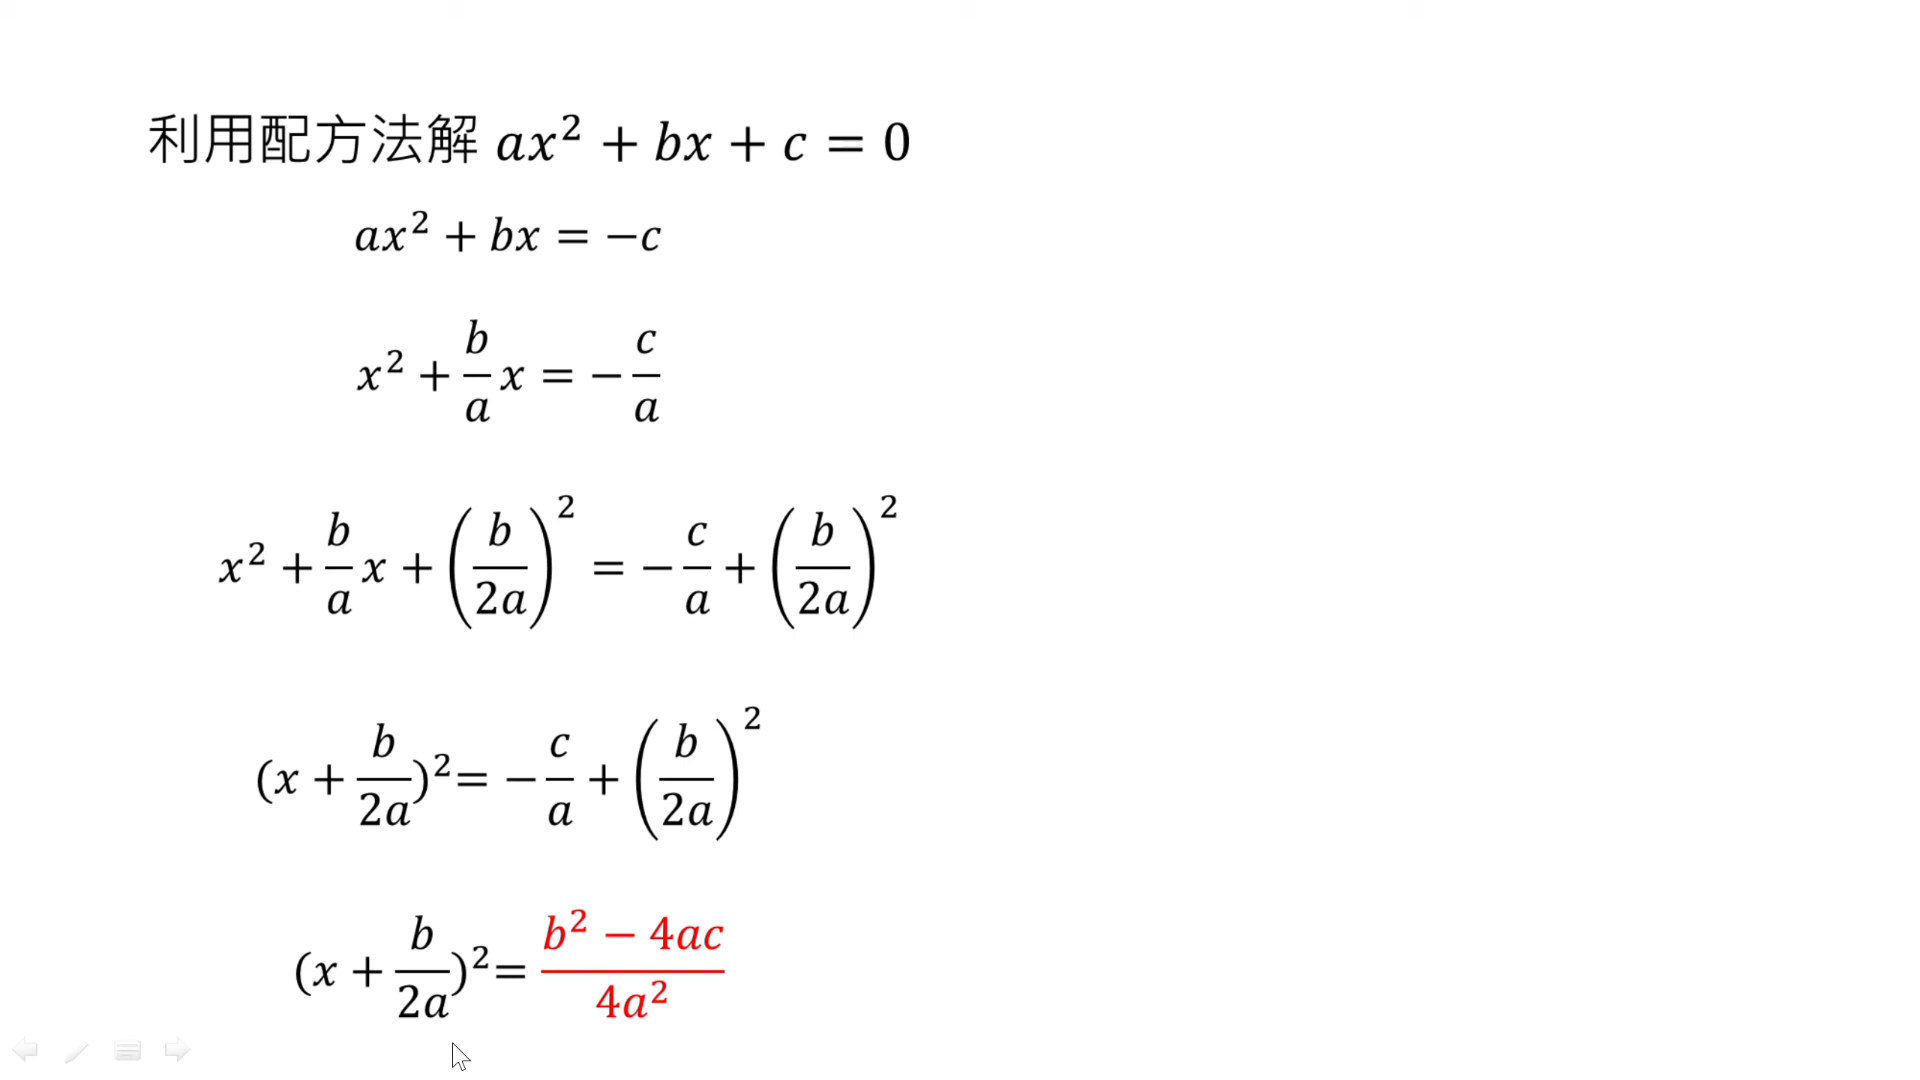 利用配方法解 ax² + bx + c = 0
ax² + bx = −c
x² + b/a x = − c/a
x² + b/a x + (b/2a)² = − c/a + (b/2a)²
(x + b/2a)² = − c/a + (b/2a)²
(x + b/2a)² = (b² − 4ac)/4a²